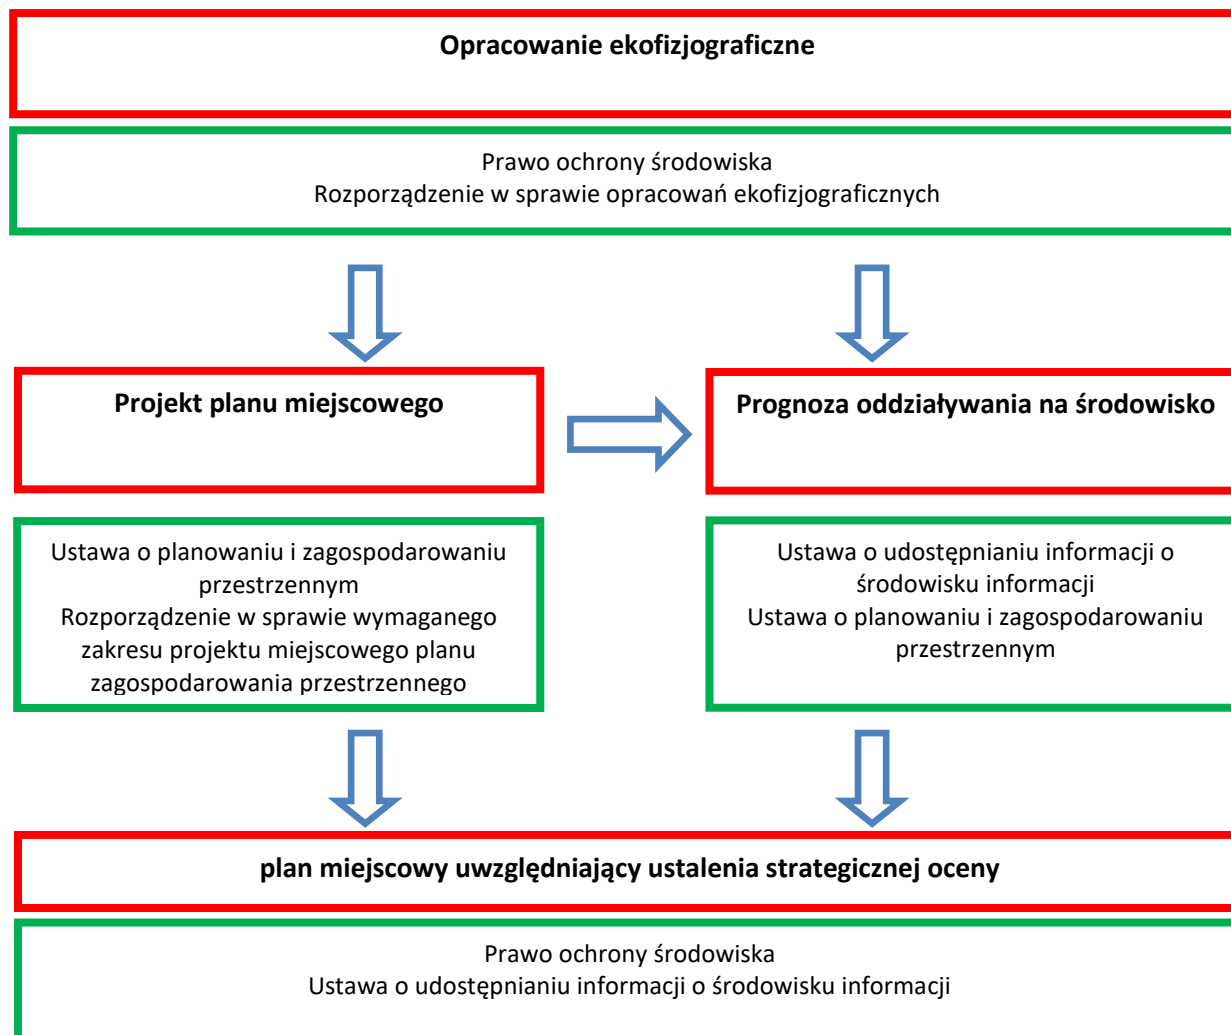 Opracowanie ekofizjograficzne
Prawo ochrony środowiska
Rozporządzenie w sprawie opracowań ekofizjograficznych
Projekt planu miejscowego
Prognoza oddziaływania na środowisko
Ustawa o planowaniu i zagospodarowaniu
przestrzennym
Rozporządzenie w sprawie wymaganego
zakresu projektu miejscowego planu
zagospodarowania przestrzennego
Ustawa o udostępnianiu informacji o
środowisku informacji
Ustawa o planowaniu i zagospodarowaniu
przestrzennym
plan miejscowy uwzględniający ustalenia strategicznej oceny
Prawo ochrony środowiska
Ustawa o udostępnianiu informacji o środowisku informacji